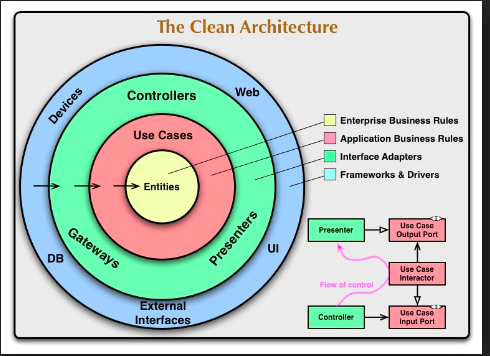 The Clean Architecture
Devices
Web
Controllers
Use Cases
Entities
Gateways
Presenters
DB
UI
External
Interfaces
Enterprise Business Rules
Application Business Rules
Interface Adapters
Frameworks & Drivers
Presenter
Use Case
Output Port
<I>
Flow of control
Use Case
Interactor
Controller
Use Case
Input Port
<I>